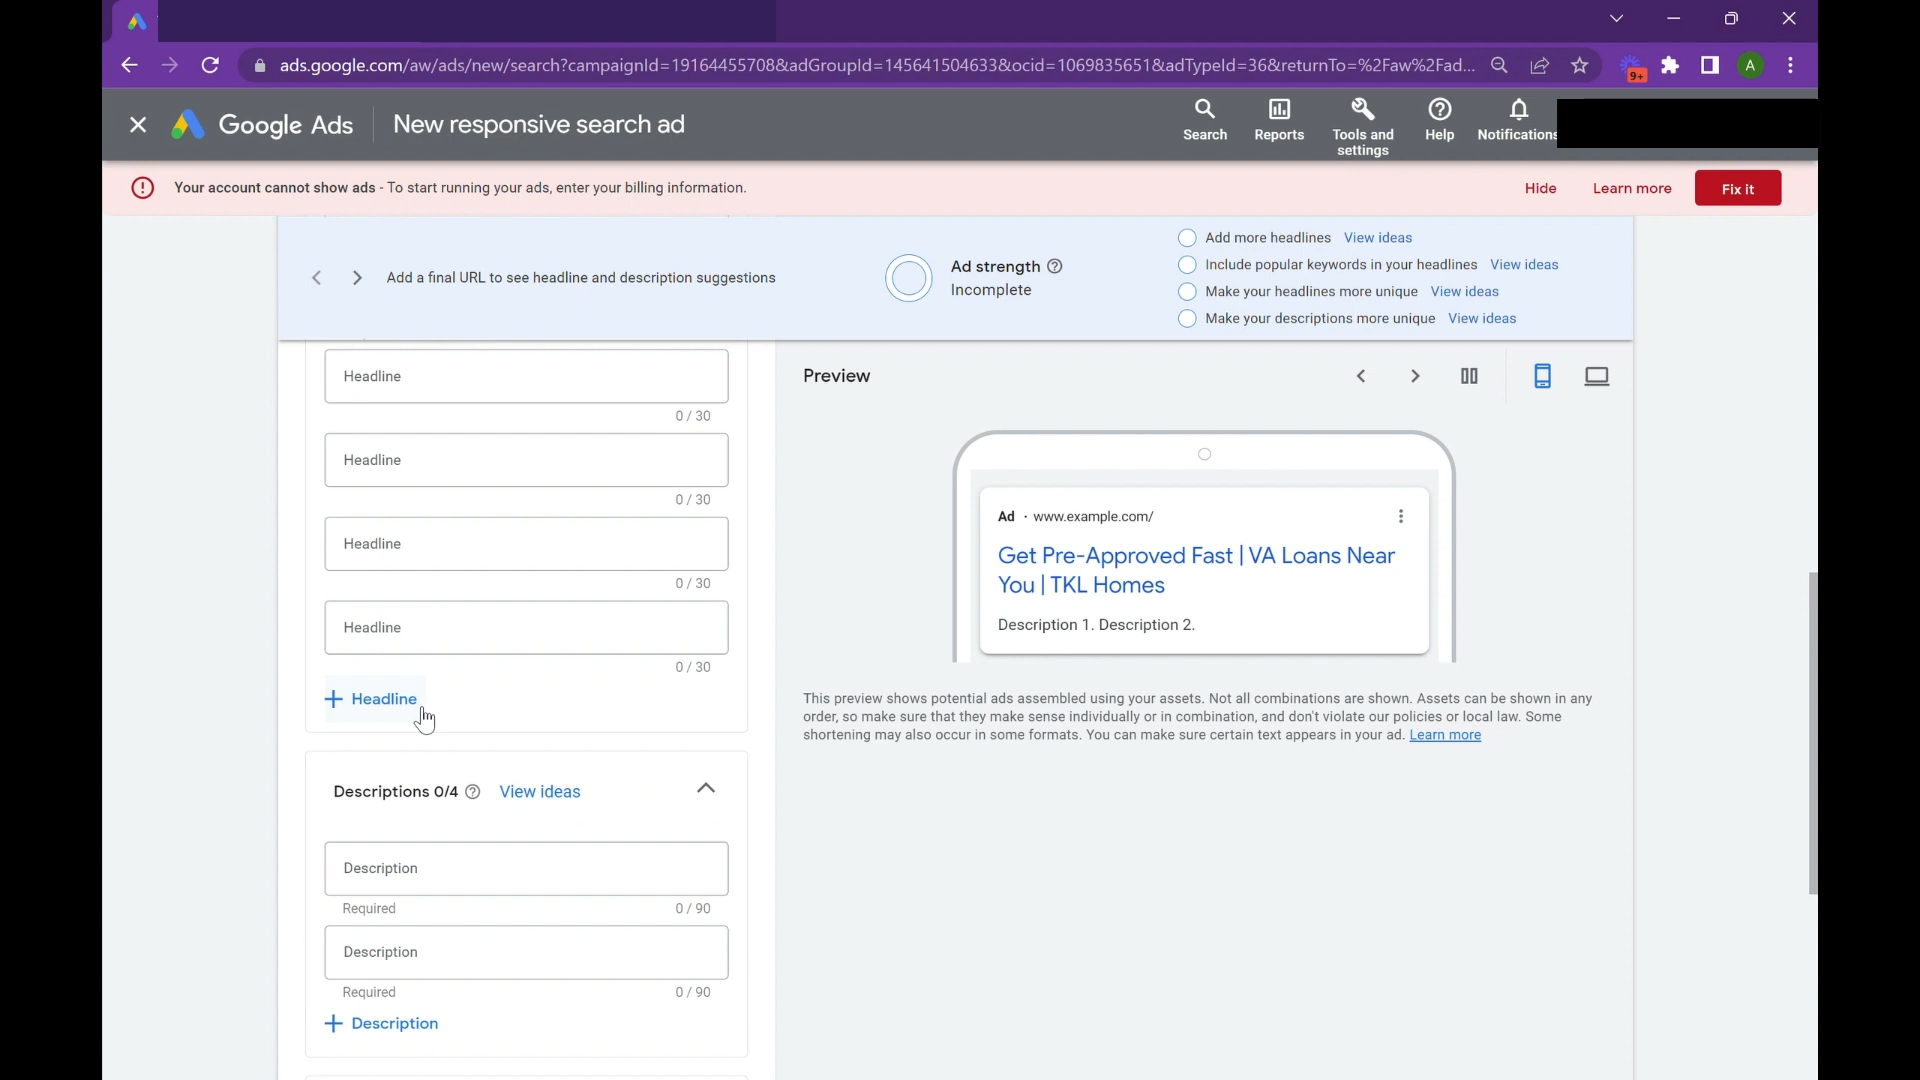 ads.google.com/aw/ads/new/search?campaignId=19164455708&adGroupId=145641504633&ocid=1069835651&adTypeId=36&returnTo=%2Faw%2Fad...
9+
A
Google Ads
New responsive search ad
Search
Reports
Tools and
settings
Help
Notifications
Your account cannot show ads - To start running your ads, enter your billing information.
Hide
Learn more
Fix it
Add a final URL to see headline and description suggestions
Ad strength
Incomplete
Add more headlines View ideas
Include popular keywords in your headlines View ideas
Make your headlines more unique View ideas
Make your descriptions more unique View ideas
Headline
0 / 30
Headline
0 / 30
Headline
0 / 30
Headline
0 / 30
+ Headline
Descriptions 0/4 View ideas
Description
Required 0 / 90
Description
Required 0 / 90
+ Description
Preview
Ad · www.example.com/
Get Pre-Approved Fast | VA Loans Near
You | TKL Homes
Description 1. Description 2.
This preview shows potential ads assembled using your assets. Not all combinations are shown. Assets can be shown in any
order, so make sure that they make sense individually or in combination, and don't violate our policies or local law. Some
shortening may also occur in some formats. You can make sure certain text appears in your ad. Learn more